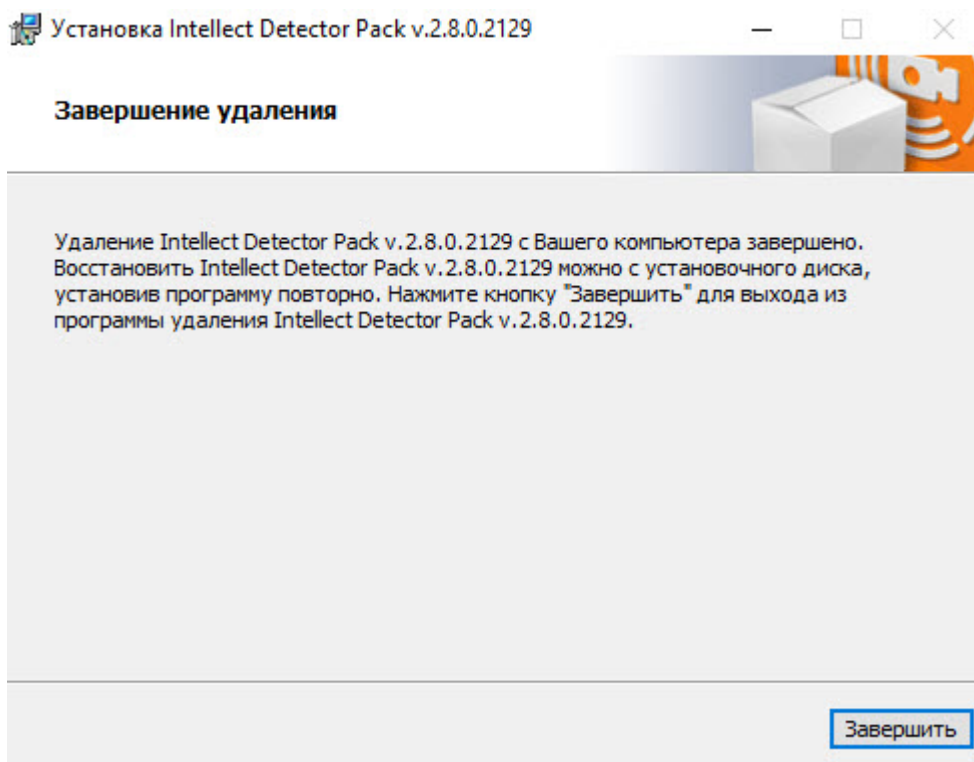 Установка Intellect Detector Pack v.2.8.0.2129
Завершение удаления
Удаление Intellect Detector Pack v.2.8.0.2129 с Вашего компьютера завершено.
Восстановить Intellect Detector Pack v.2.8.0.2129 можно с установочного диска,
установив программу повторно. Нажмите кнопку "Завершить" для выхода из
программы удаления Intellect Detector Pack v.2.8.0.2129.
Завершить